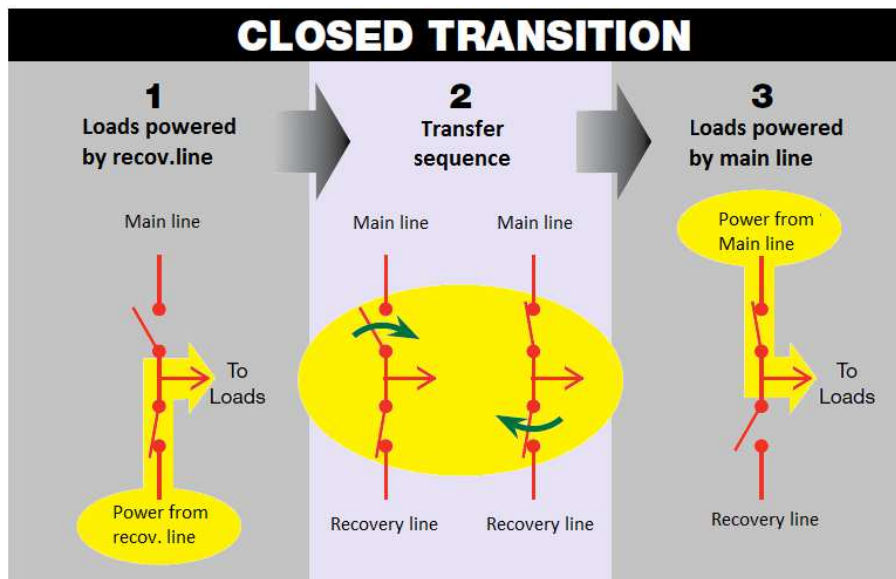 CLOSED TRANSITION
1
Loads powered
by recov.line
2
Transfer
sequence
3
Loads powered
by main line
Main line
To
Loads
Power from
recov. line
Main line
Main line
Recovery line
Recovery line
Power from
Main line
To
Loads
Recovery line